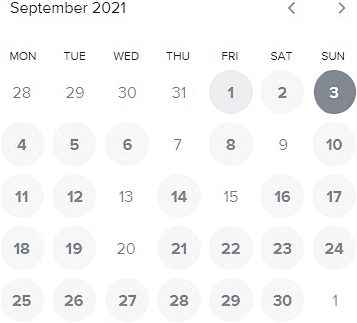 September 2021
MON TUE WED THU FRI SAT SUN
28 29 30 31 1 2 3
4 5 6 7 8 9 10
11 12 13 14 15 16 17
18 19 20 21 22 23 24
25 26 27 28 29 30 1